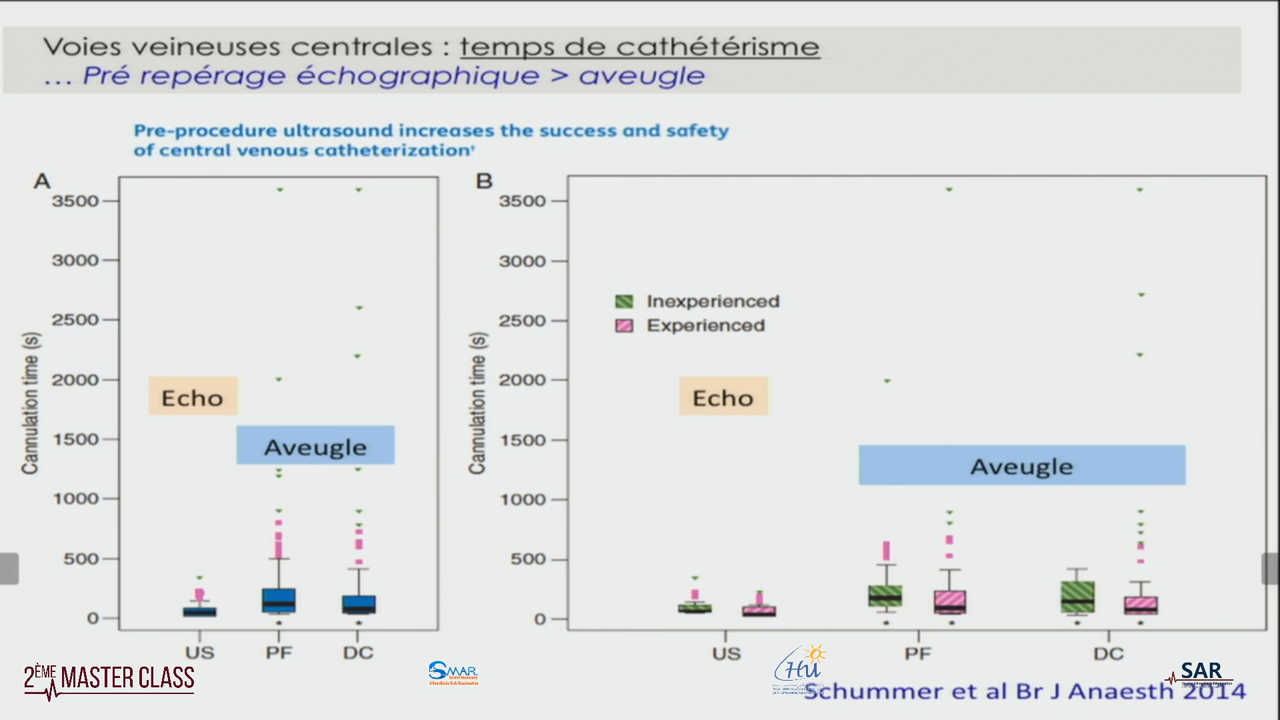 Voies veineuses centrales : temps de cathétérisme
… Pré repérage échographique > aveugle
Pre-procedure ultrasound increases the success and safety
of central venous catheterization†
A
3500
3000
2500
2000
1500
1000
500
0
Cannulation time (s)
Echo
Aveugle
US PF DC
B
3500
3000
2500
2000
1500
1000
500
0
Cannulation time (s)
Inexperienced
Experienced
Echo
Aveugle
US PF DC
2ÈME MASTER CLASS
SMAR
CHU
SAR
Schummer et al Br J Anaesth 2014